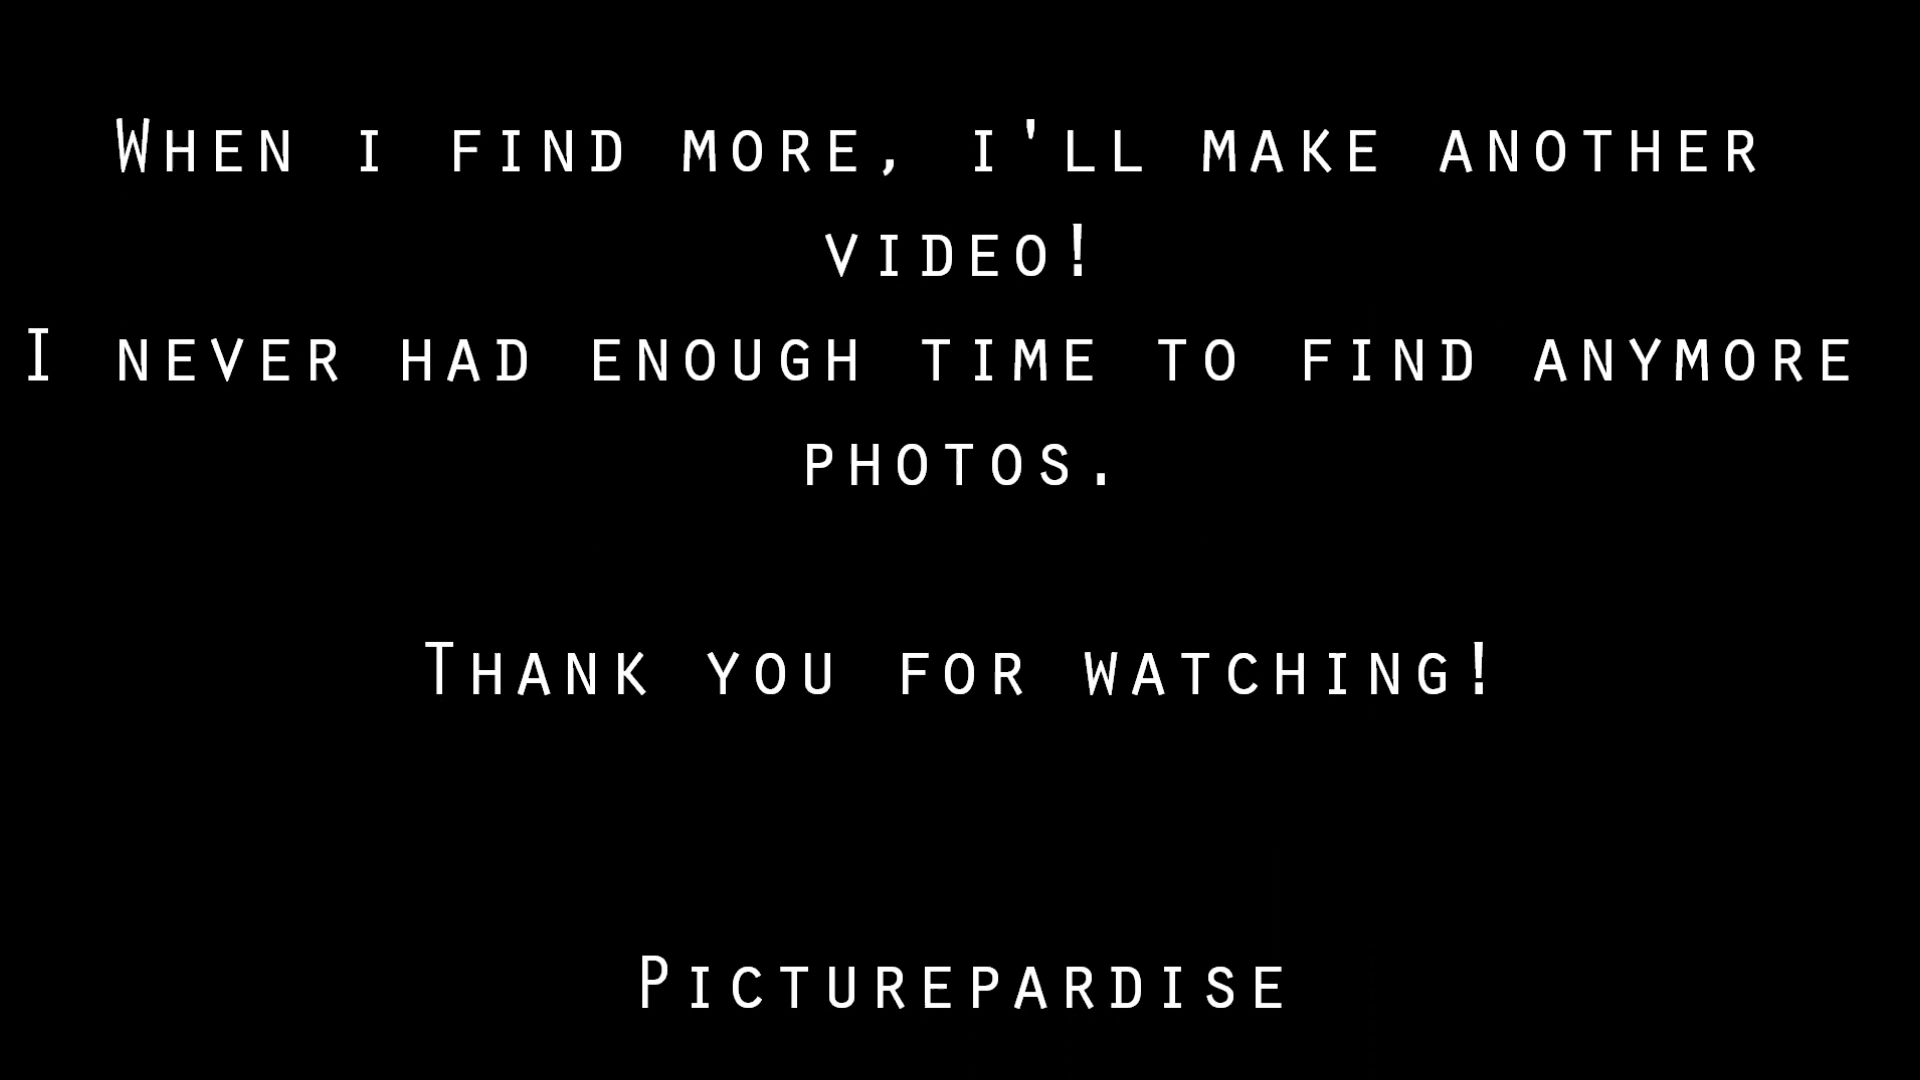 When i find more, i'll make another
video!
I never had enough time to find anymore
photos.
Thank you for watching!
Picturepardise